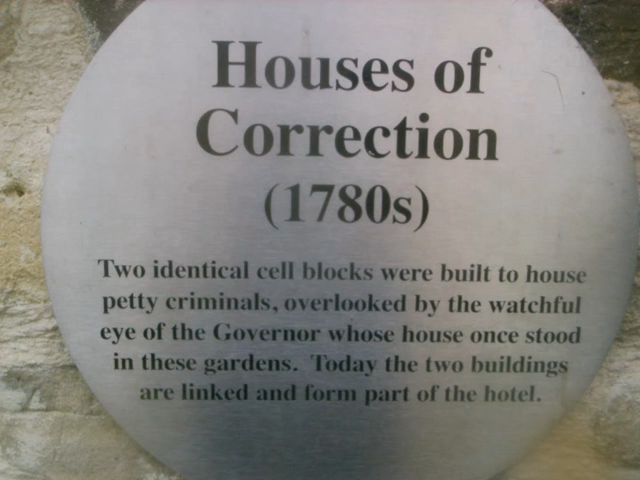 Houses of
Correction
(1780s)
Two identical cell blocks were built to house
petty criminals, overlooked by the watchful
eye of the Governor whose house once stood
in these gardens. Today the two buildings
are linked and form part of the hotel.